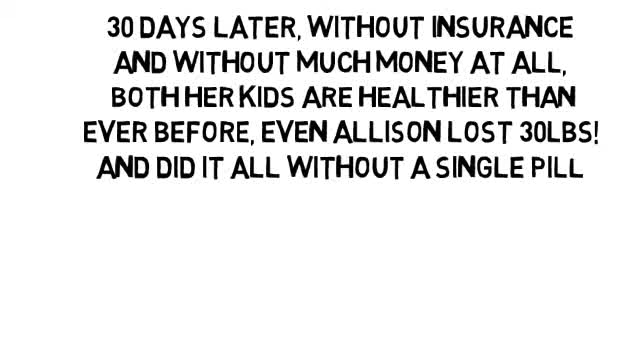 30 DAYS LATER, WITHOUT INSURANCE
AND WITHOUT MUCH MONEY AT ALL,
BOTH HER KIDS ARE HEALTHIER THAN
EVER BEFORE, EVEN ALLISON LOST 30LBS!
AND DID IT ALL WITHOUT A SINGLE PILL